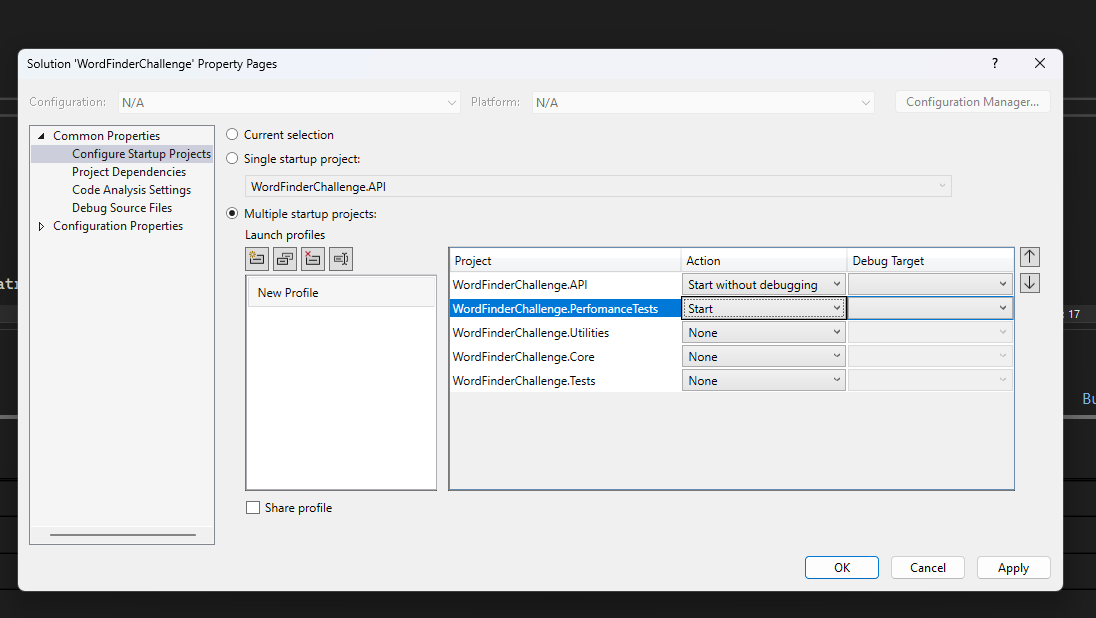 Solution 'WordFinderChallenge' Property Pages
?
Configuration: N/A Platform: N/A Configuration Manager...
Common Properties
Configure Startup Projects
Project Dependencies
Code Analysis Settings
Debug Source Files
Configuration Properties
Current selection
Single startup project:
WordFinderChallenge.API
Multiple startup projects:
Launch profiles
New Profile
Project Action Debug Target
WordFinderChallenge.API Start without debugging
WordFinderChallenge.PerfomanceTests Start
WordFinderChallenge.Utilities None
WordFinderChallenge.Core None
WordFinderChallenge.Tests None
Share profile
OK Cancel Apply
17